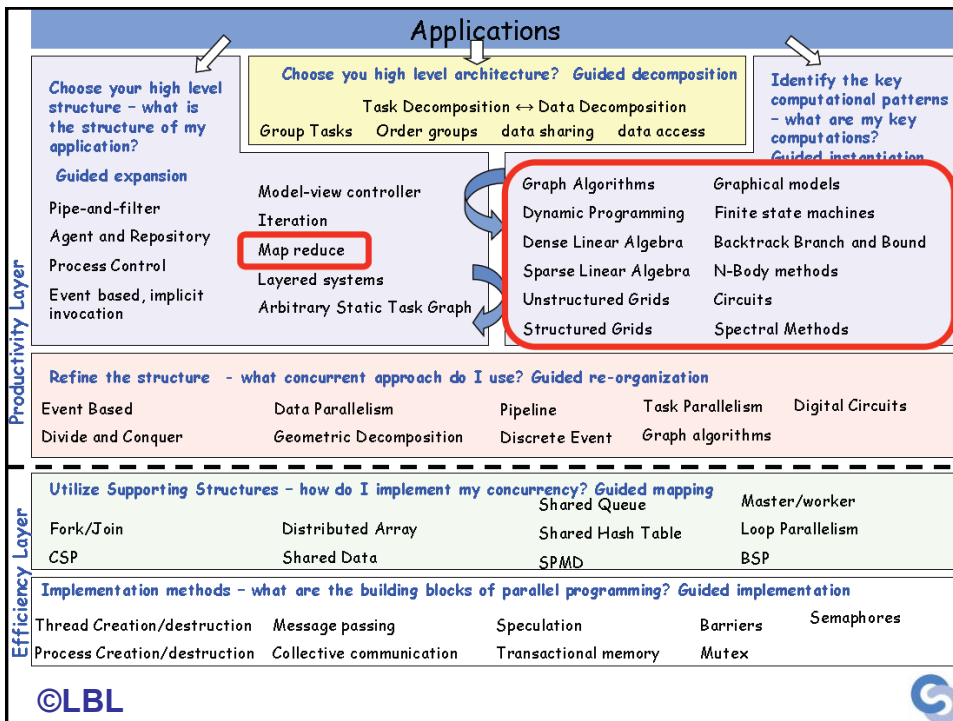 Applications
Choose your high level
structure – what is
the structure of my
application?
Guided expansion
Pipe-and-filter
Agent and Repository
Process Control
Event based, implicit
invocation
Model-view controller
Iteration
Map reduce
Layered systems
Arbitrary Static Task Graph
Choose you high level architecture? Guided decomposition
Task Decomposition ↔ Data Decomposition
Group Tasks Order groups data sharing data access
Identify the key
computational patterns
– what are my key
computations?
Guided instantiation
Graph Algorithms
Dynamic Programming
Dense Linear Algebra
Sparse Linear Algebra
Unstructured Grids
Structured Grids
Graphical models
Finite state machines
Backtrack Branch and Bound
N-Body methods
Circuits
Spectral Methods
Productivity Layer
Refine the structure - what concurrent approach do I use? Guided re-organization
Event Based
Divide and Conquer
Data Parallelism
Geometric Decomposition
Pipeline
Discrete Event
Task Parallelism
Graph algorithms
Digital Circuits
Efficiency Layer
Utilize Supporting Structures – how do I implement my concurrency? Guided mapping
Fork/Join
CSP
Distributed Array
Shared Data
Shared Queue
Shared Hash Table
SPMD
Master/worker
Loop Parallelism
BSP
Implementation methods – what are the building blocks of parallel programming? Guided implementation
Thread Creation/destruction
Process Creation/destruction
Message passing
Collective communication
Speculation
Transactional memory
Barriers
Mutex
Semaphores
©LBL